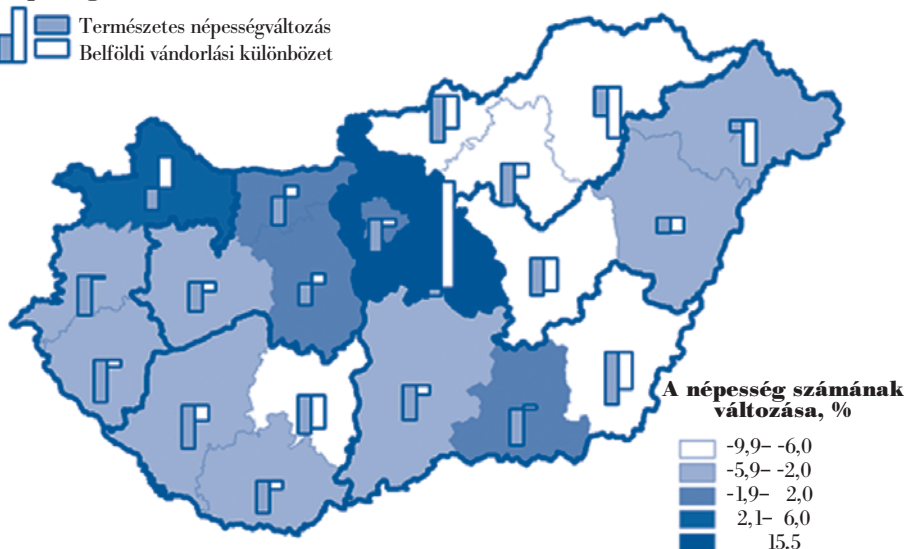 Természetes népességváltozás
Belföldi vándorlási különbözet
A népesség számának
változása, %
-9,9– -6,0
-5,9– -2,0
-1,9– 2,0
2,1– 6,0
15,5